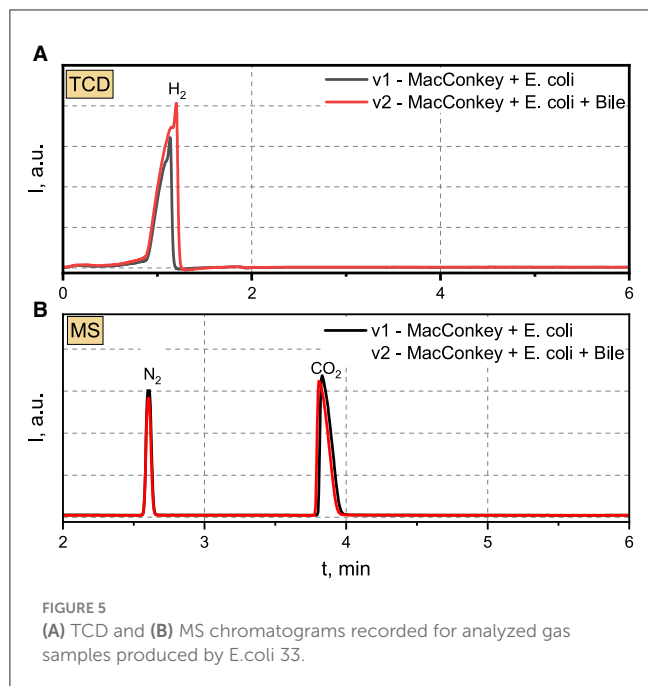 A
TCD
H2
v1 - MacConkey + E. coli
v2 - MacConkey + E. coli + Bile
I, a.u.
0 2 4 6
B
MS
v1 - MacConkey + E. coli
v2 - MacConkey + E. coli + Bile
N2
CO2
I, a.u.
2 3 4 5 6
t, min
FIGURE 5
(A) TCD and (B) MS chromatograms recorded for analyzed gas
samples produced by E.coli 33.